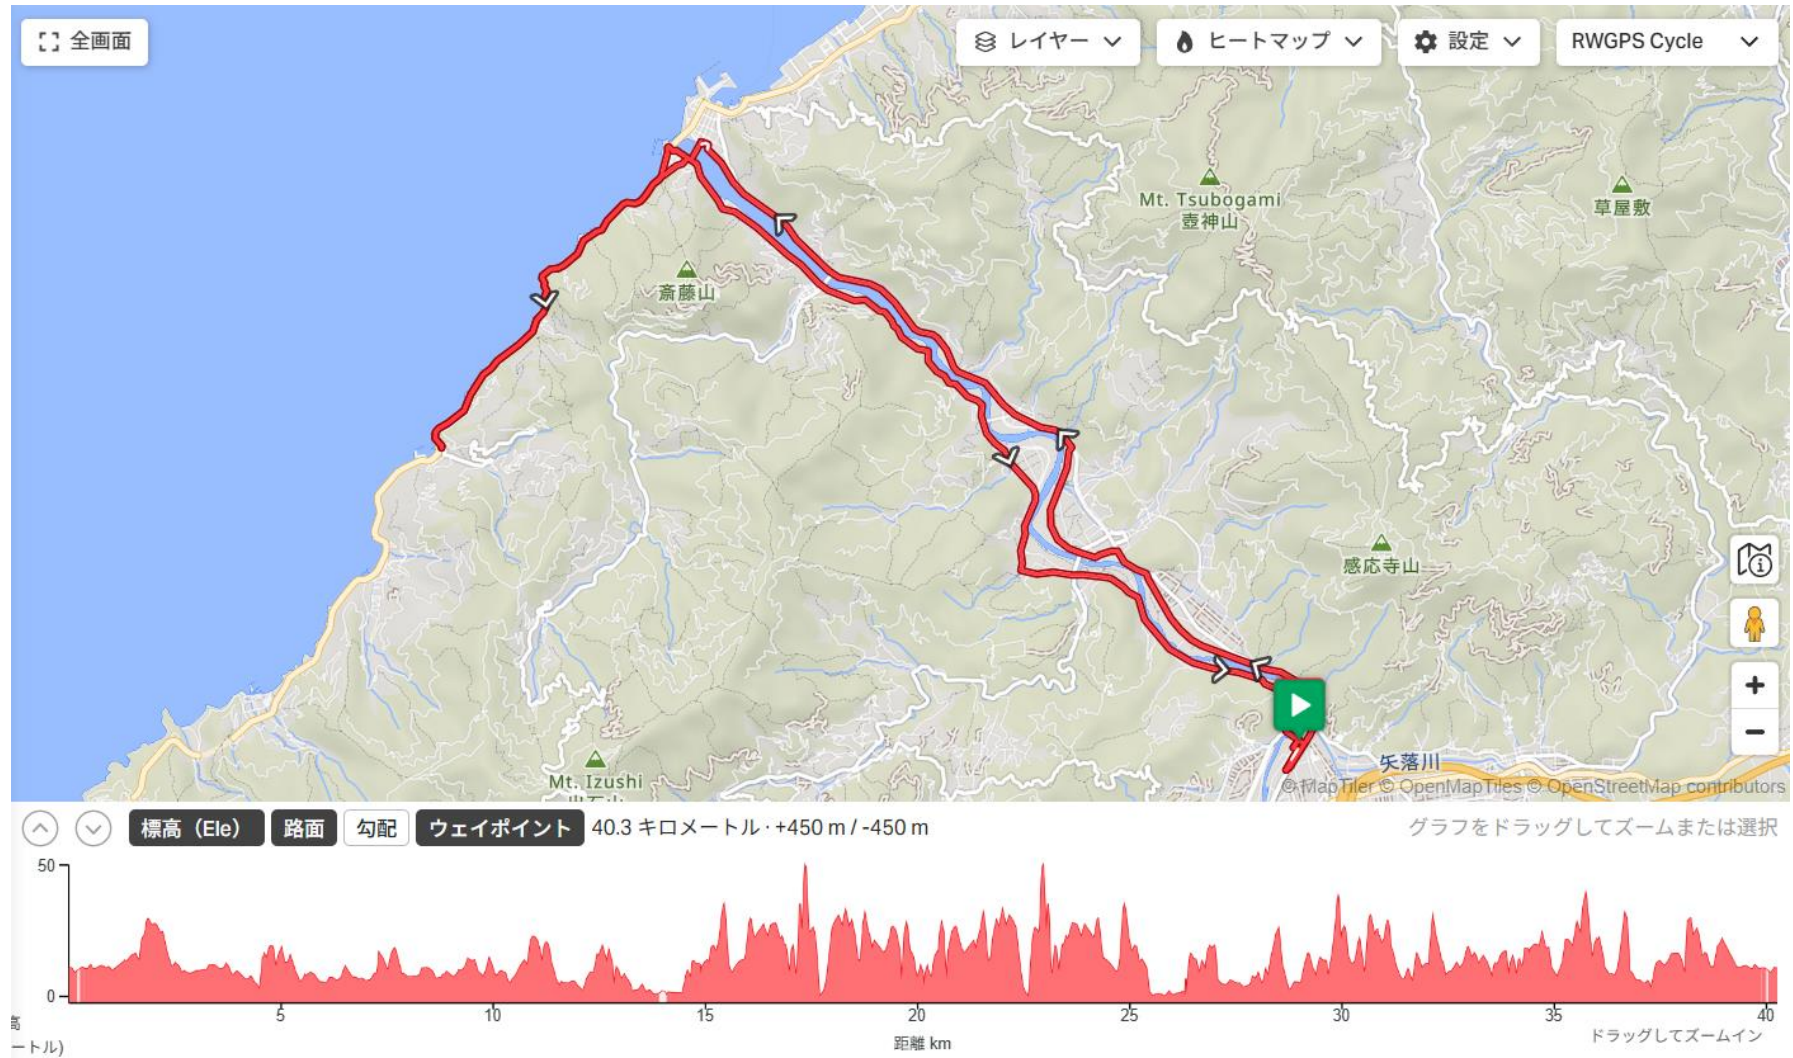 全画面
レイヤー
ヒートマップ
設定
RWGPS Cycle
Mt. Tsubogami
壺神山
草屋敷
斎藤山
感応寺山
矢落川
Mt. Izushi
出石山
© MapTiler © OpenMapTiles © OpenStreetMap contributors
標高（Ele） 路面 勾配 ウェイポイント 40.3 キロメートル · +450 m / -450 m
グラフをドラッグしてズームまたは選択
50
0
5 10 15 20 25 30 35 40
高
ートル)
距離 km
ドラッグしてズームイン